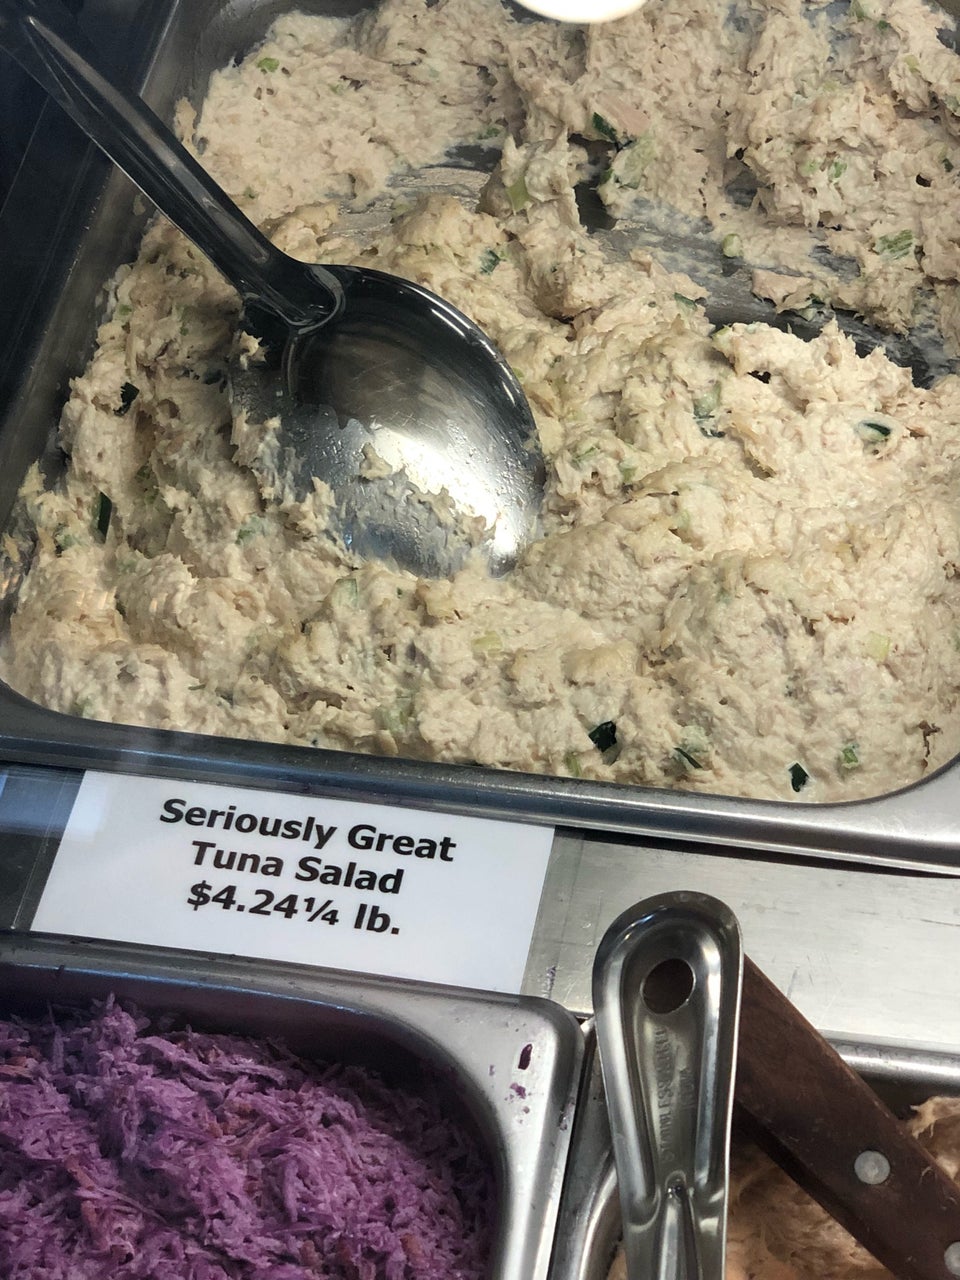 Seriously Great
Tuna Salad
$4.24¼ lb.